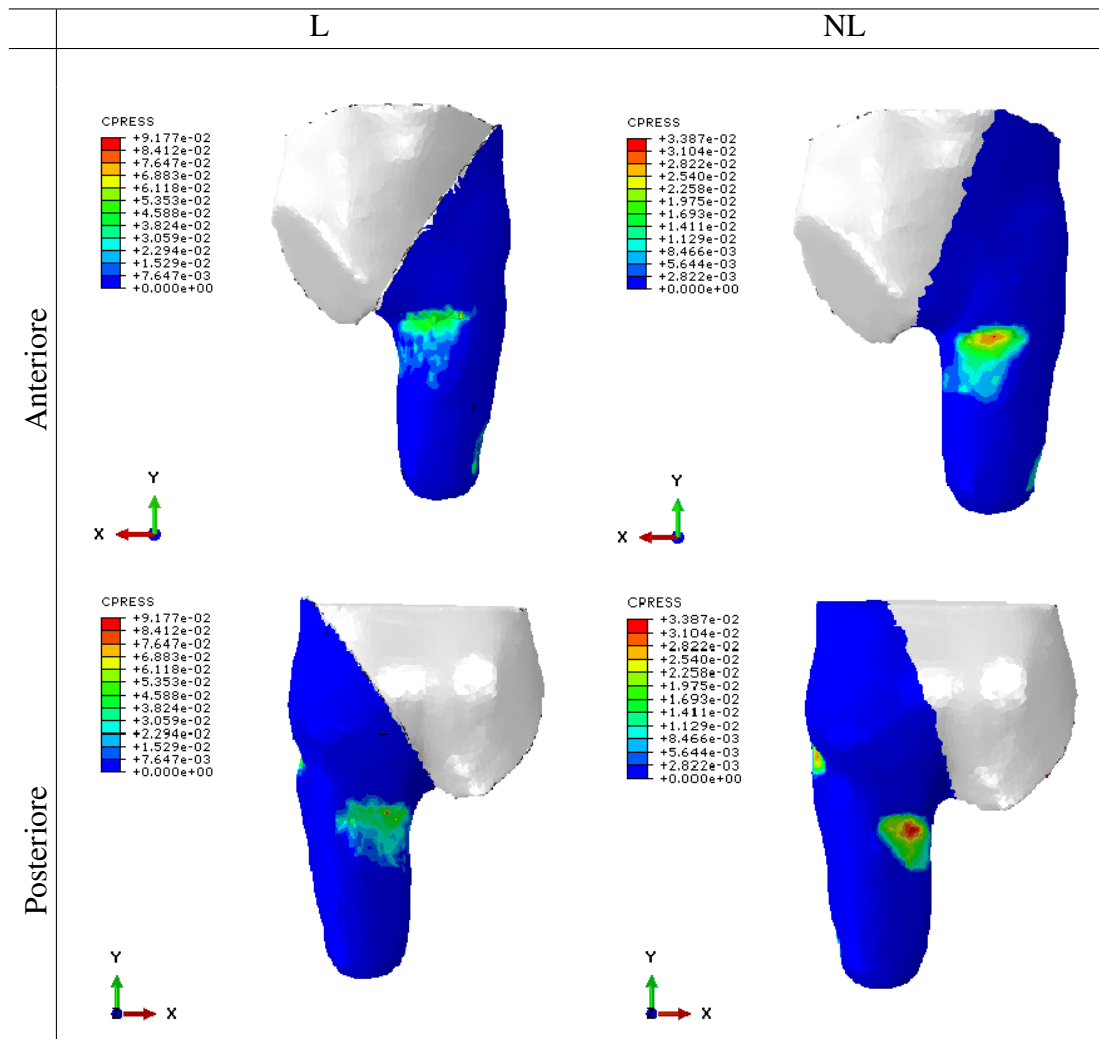 L NL
CPRESS
+9.177e-02
+8.412e-02
+7.647e-02
+6.883e-02
+6.118e-02
+5.353e-02
+4.588e-02
+3.824e-02
+3.059e-02
+2.294e-02
+1.529e-02
+7.647e-03
+0.000e+00
CPRESS
+3.387e-02
+3.104e-02
+2.822e-02
+2.540e-02
+2.258e-02
+1.975e-02
+1.693e-02
+1.411e-02
+1.129e-02
+8.466e-03
+5.644e-03
+2.822e-03
+0.000e+00
Anteriore
Y
X
Y
X
CPRESS
+9.177e-02
+8.412e-02
+7.647e-02
+6.883e-02
+6.118e-02
+5.353e-02
+4.588e-02
+3.824e-02
+3.059e-02
+2.294e-02
+1.529e-02
+7.647e-03
+0.000e+00
CPRESS
+3.387e-02
+3.104e-02
+2.822e-02
+2.540e-02
+2.258e-02
+1.975e-02
+1.693e-02
+1.411e-02
+1.129e-02
+8.466e-03
+5.644e-03
+2.822e-03
+0.000e+00
Posteriore
Y
Z X
Y
Z X